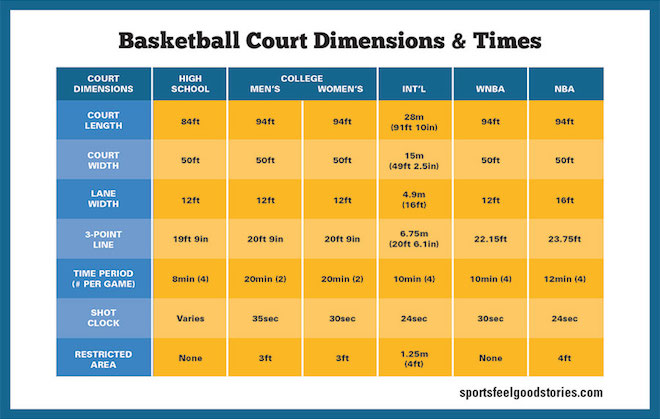 Basketball Court Dimensions & Times
COURT DIMENSIONS HIGH SCHOOL COLLEGE MEN'S WOMEN'S INT'L WNBA NBA
COURT LENGTH 84ft 94ft 94ft 28m (91ft 10in) 94ft 94ft
COURT WIDTH 50ft 50ft 50ft 15m (49ft 2.5in) 50ft 50ft
LANE WIDTH 12ft 12ft 12ft 4.9m (16ft) 12ft 16ft
3-POINT LINE 19ft 9in 20ft 9in 20ft 9in 6.75m (20ft 6.1in) 22.15ft 23.75ft
TIME PERIOD (# PER GAME) 8min (4) 20min (2) 20min (2) 10min (4) 10min (4) 12min (4)
SHOT CLOCK Varies 35sec 30sec 24sec 30sec 24sec
RESTRICTED AREA None 3ft 3ft 1.25m (4ft) None 4ft
sportsfeelgoodstories.com